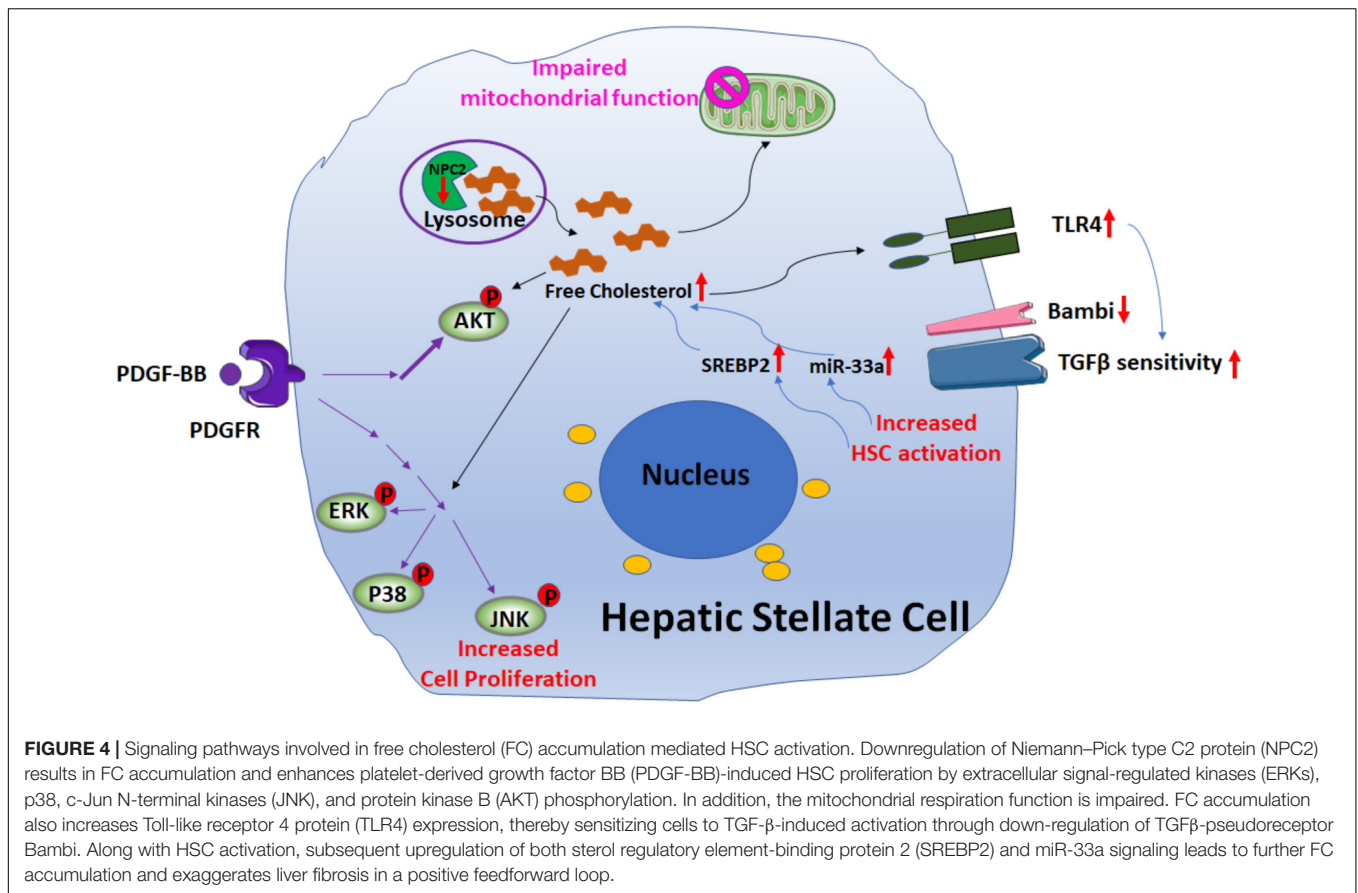 Impaired
mitochondrial function
NPC2
Lysosome
TLR4
Free Cholesterol
P
AKT
Bambi
SREBP2
miR-33a
TGFβ sensitivity
PDGF-BB
PDGFR
Increased
HSC activation
Nucleus
P
ERK
P
P38
P
JNK
Hepatic Stellate Cell
Increased
Cell Proliferation
FIGURE 4 | Signaling pathways involved in free cholesterol (FC) accumulation mediated HSC activation. Downregulation of Niemann–Pick type C2 protein (NPC2)
results in FC accumulation and enhances platelet-derived growth factor BB (PDGF-BB)-induced HSC proliferation by extracellular signal-regulated kinases (ERKs),
p38, c-Jun N-terminal kinases (JNK), and protein kinase B (AKT) phosphorylation. In addition, the mitochondrial respiration function is impaired. FC accumulation
also increases Toll-like receptor 4 protein (TLR4) expression, thereby sensitizing cells to TGF-β-induced activation through down-regulation of TGFβ-pseudoreceptor
Bambi. Along with HSC activation, subsequent upregulation of both sterol regulatory element-binding protein 2 (SREBP2) and miR-33a signaling leads to further FC
accumulation and exaggerates liver fibrosis in a positive feedforward loop.